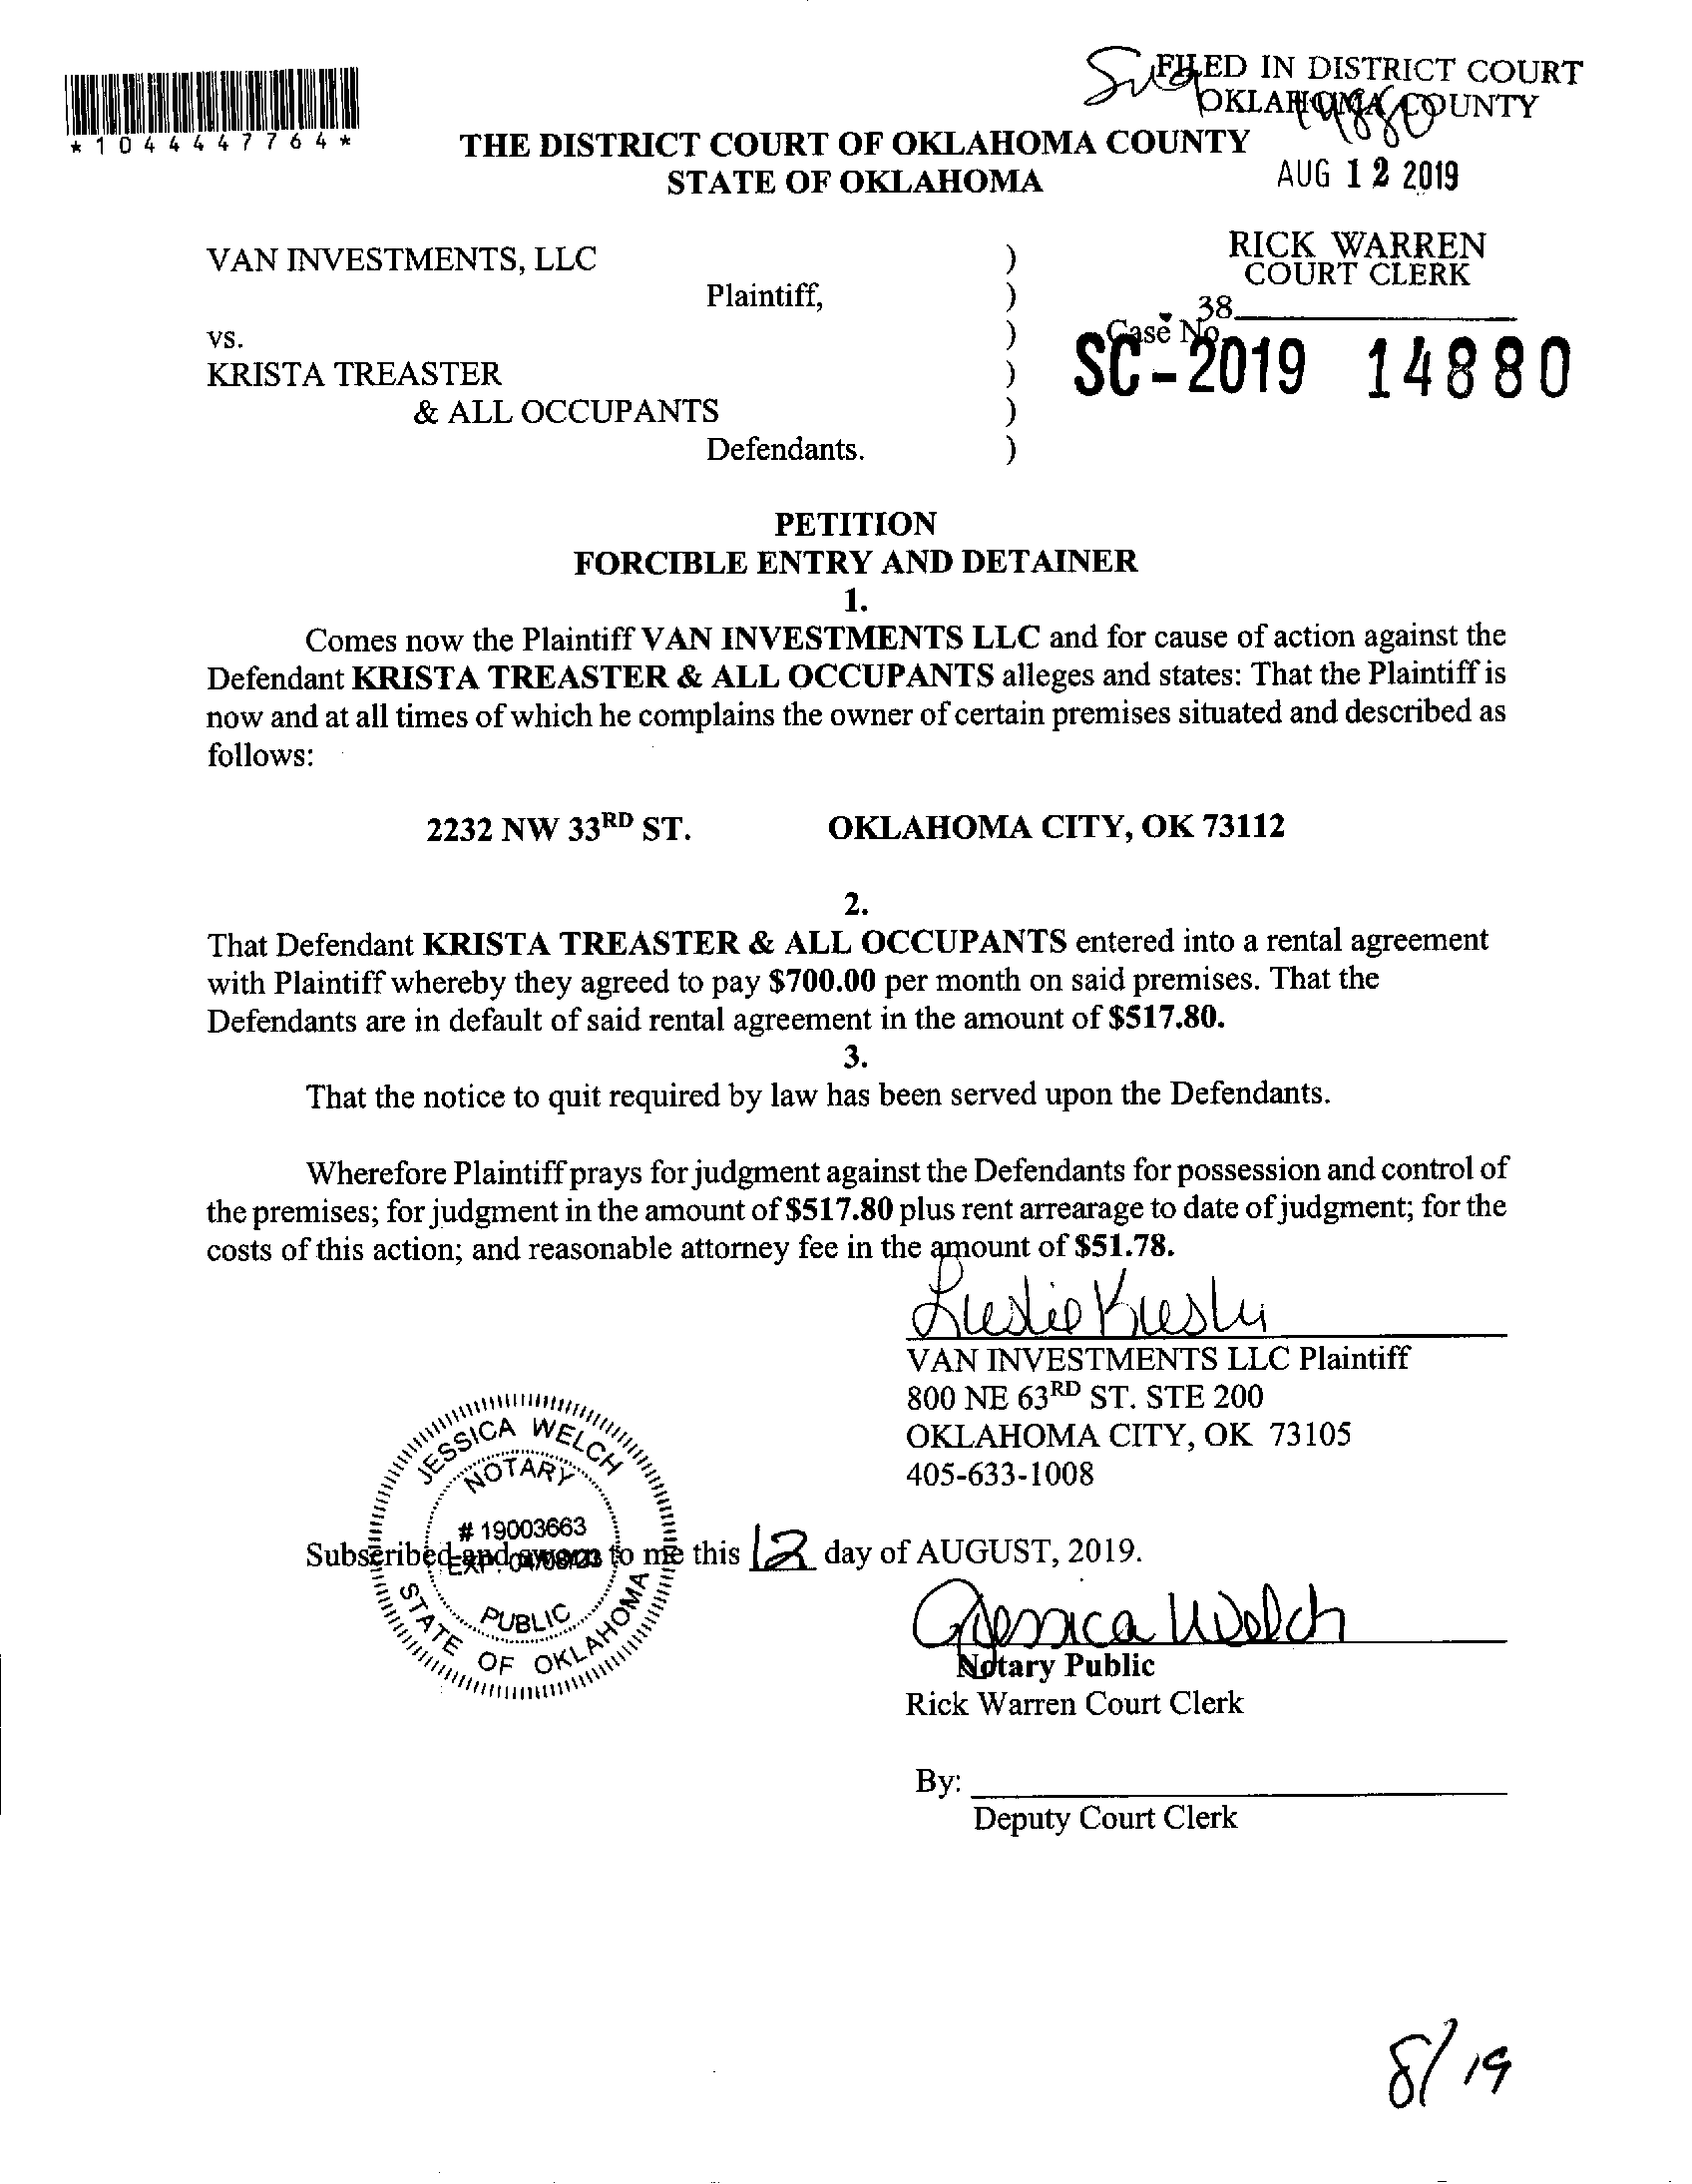 FILED IN DISTRICT COURT
OKLAHOMA COUNTY
*1044447764*
THE DISTRICT COURT OF OKLAHOMA COUNTY
STATE OF OKLAHOMA
AUG 12 2019
RICK WARREN
COURT CLERK
38
VAN INVESTMENTS, LLC )
Plaintiff, )
vs. ) Case No.
SC-2019 14880
KRISTA TREASTER )
& ALL OCCUPANTS )
Defendants. )
PETITION
FORCIBLE ENTRY AND DETAINER
1.
Comes now the Plaintiff VAN INVESTMENTS LLC and for cause of action against the
Defendant KRISTA TREASTER & ALL OCCUPANTS alleges and states: That the Plaintiff is
now and at all times of which he complains the owner of certain premises situated and described as
follows:
2232 NW 33RD ST. OKLAHOMA CITY, OK 73112
2.
That Defendant KRISTA TREASTER & ALL OCCUPANTS entered into a rental agreement
with Plaintiff whereby they agreed to pay $700.00 per month on said premises. That the
Defendants are in default of said rental agreement in the amount of $517.80.
3.
That the notice to quit required by law has been served upon the Defendants.
Wherefore Plaintiff prays for judgment against the Defendants for possession and control of
the premises; for judgment in the amount of $517.80 plus rent arrearage to date of judgment; for the
costs of this action; and reasonable attorney fee in the amount of $51.78.
VAN INVESTMENTS LLC Plaintiff
800 NE 63RD ST. STE 200
OKLAHOMA CITY, OK 73105
405-633-1008
JESSICA WELCH
NOTARY
# 19003663
EXP. 04/08/23
PUBLIC
STATE OF OKLAHOMA
Subscribed and sworn to me this 12 day of AUGUST, 2019.
Jessica Welch
Notary Public
Rick Warren Court Clerk
By:
Deputy Court Clerk
8/19